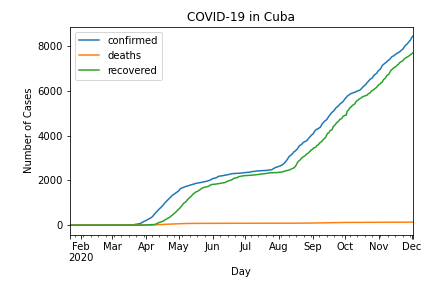 COVID-19 in Cuba
confirmed
deaths
recovered
8000
6000
4000
2000
0
Number of Cases
Feb Mar Apr May Jun Jul Aug Sep Oct Nov Dec
2020
Day